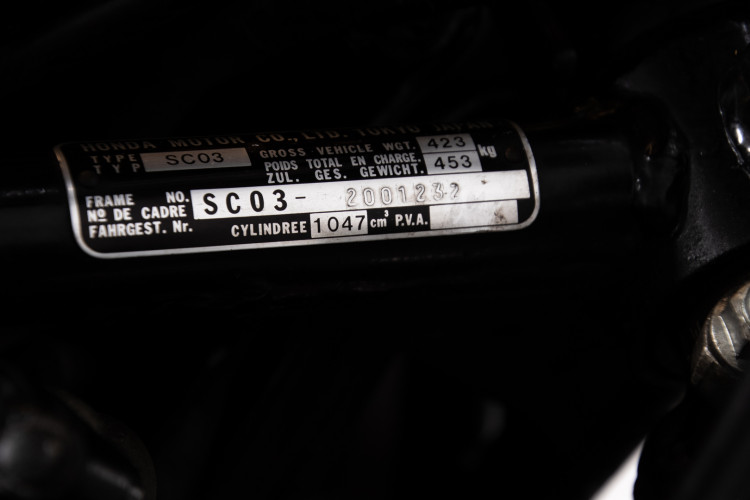 HONDA MOTOR CO., LTD. TOKYO JAPAN
TYPE
TYP SC03
GROSS VEHICLE WGT. 423
POIDS TOTAL EN CHARGE.
ZUL. GES. GEWICHT. 453 kg
FRAME NO.
Nº DE CADRE SC03- 2001232
FAHRGEST. Nr.
CYLINDREE 1047 cm³ P.V.A.